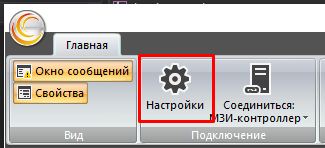 Главная
Окно сообщений
Свойства
Вид
Настройки
Соединиться:
МЗИ-контроллер
Подключение